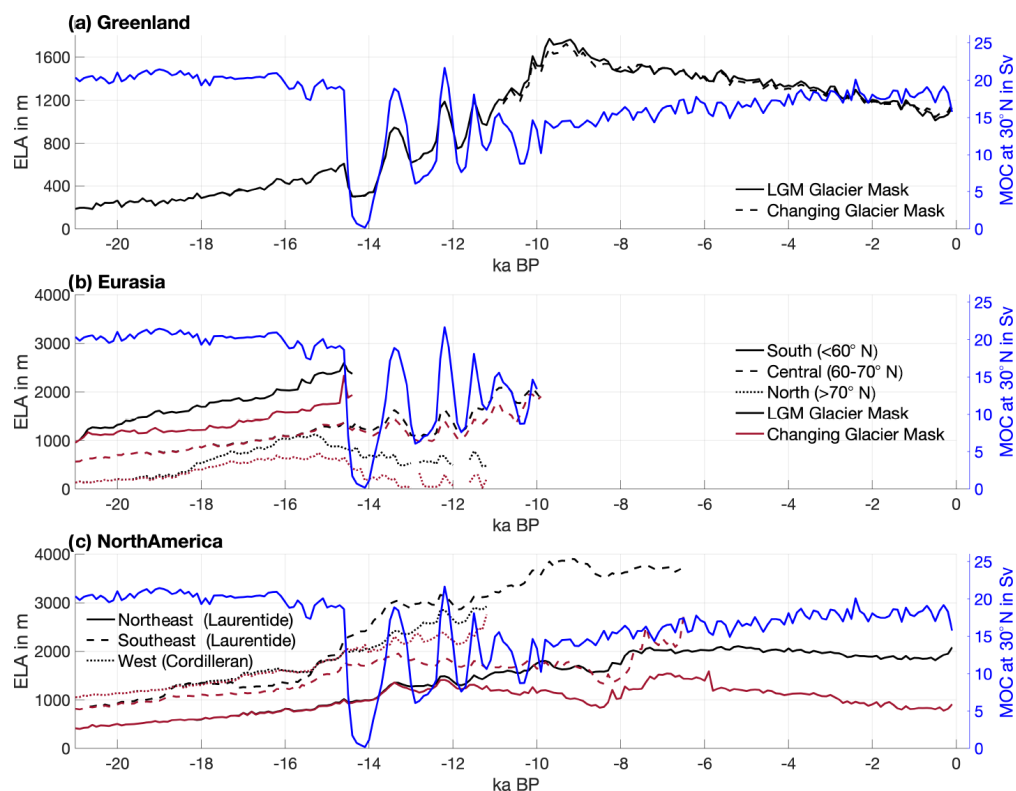 (a) Greenland
1600
1200
800
400
0
ELA in m
25
20
15
10
5
0
MOC at 30°N in Sv
LGM Glacier Mask
Changing Glacier Mask
-20 -18 -16 -14 -12 -10 -8 -6 -4 -2 0
ka BP
(b) Eurasia
4000
3000
2000
1000
0
ELA in m
25
20
15
10
5
0
MOC at 30°N in Sv
South (<60° N)
Central (60-70° N)
North (>70° N)
LGM Glacier Mask
Changing Glacier Mask
-20 -18 -16 -14 -12 -10 -8 -6 -4 -2 0
ka BP
(c) NorthAmerica
4000
3000
2000
1000
0
ELA in m
25
20
15
10
5
0
MOC at 30°N in Sv
Northeast (Laurentide)
Southeast (Laurentide)
West (Cordilleran)
-20 -18 -16 -14 -12 -10 -8 -6 -4 -2 0
ka BP